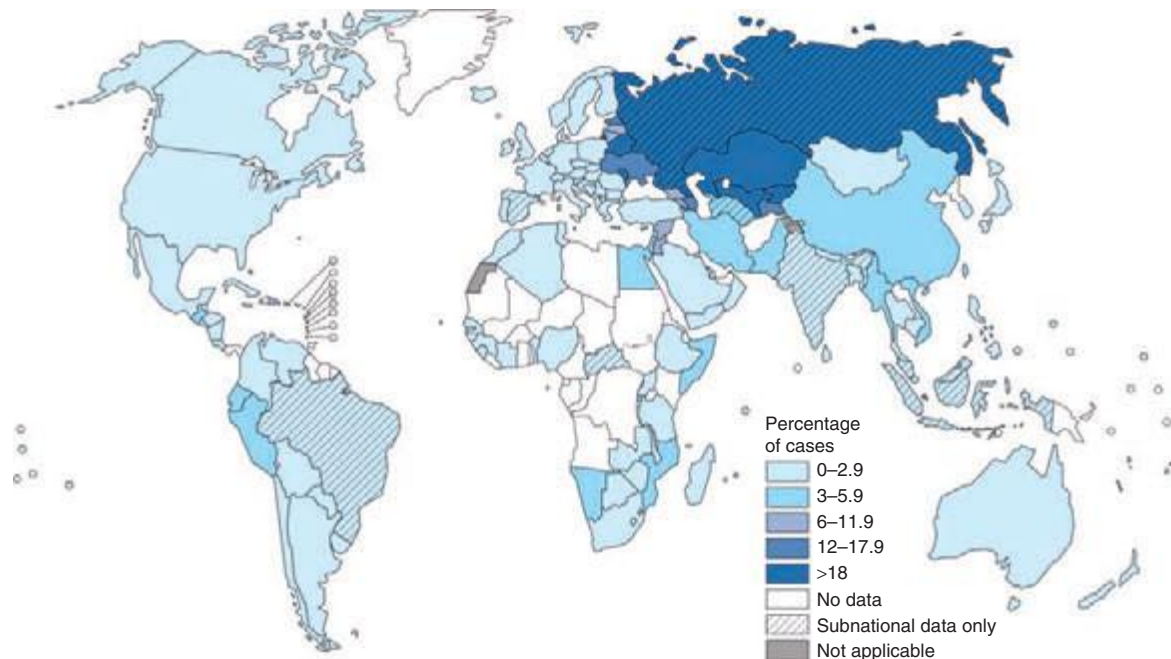 Percentage
of cases
0–2.9
3–5.9
6–11.9
12–17.9
>18
No data
Subnational data only
Not applicable